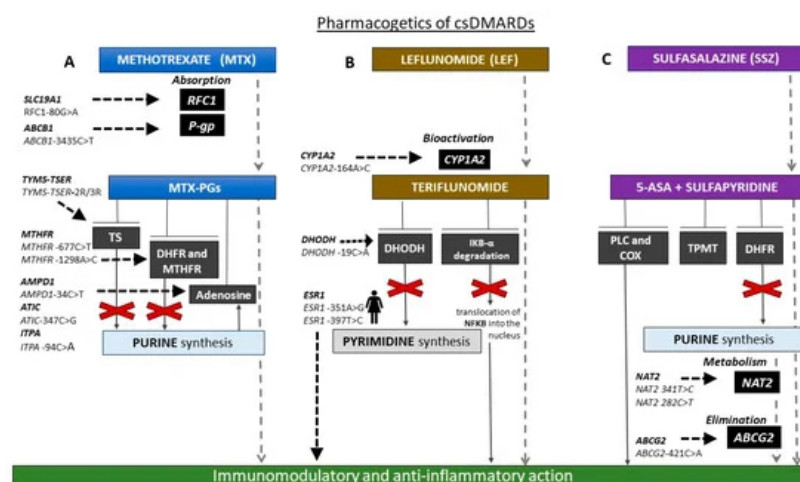 Pharmacogetics of csDMARDs
A
METHOTREXATE (MTX)
Absorption
SLC19A1
RFC1-80G>A
RFC1
ABCB1
ABCB1-3435C>T
P-gp
TYMS-TSER
TYMS-TSER-2R/3R
MTX-PGs
TS
MTHFR
MTHFR -677C>T
MTHFR -1298A>C
DHFR and
MTHFR
AMPD1
AMPD1-34C>T
Adenosine
ATIC
ATIC-347C>G
ITPA
ITPA -94C>A
PURINE synthesis
B
LEFLUNOMIDE (LEF)
Bioactivation
CYP1A2
CYP1A2-164A>C
CYP1A2
TERIFLUNOMIDE
DHODH
DHODH -19C>A
DHODH
IKB-α
degradation
ESR1
ESR1 -351A>G
ESR1 -397T>C
translocation of
NFKB into the
nucleus
PYRIMIDINE synthesis
C
SULFASALAZINE (SSZ)
5-ASA + SULFAPYRIDINE
PLC and
COX
TPMT
DHFR
PURINE synthesis
Metabolism
NAT2
NAT2 341T>C
NAT2 282C>T
NAT2
Elimination
ABCG2
ABCG2-421C>A
ABCG2
Immunomodulatory and anti-inflammatory action